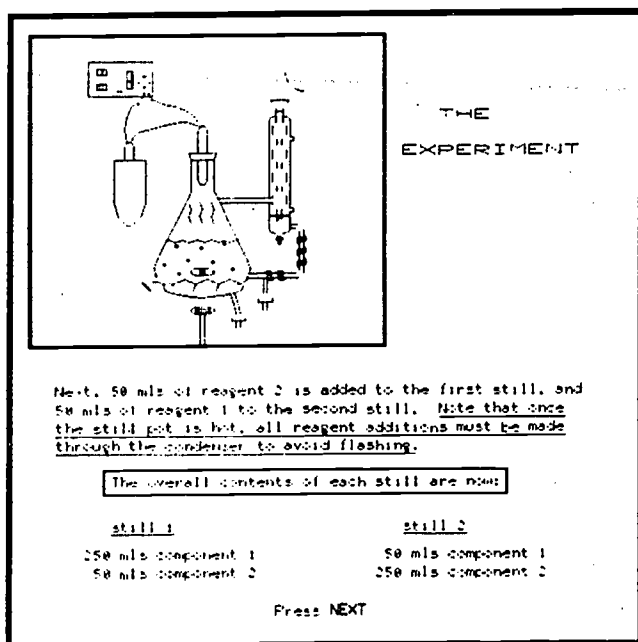 THE
EXPERIMENT
Next, 50 mls of reagent 2 is added to the first still, and
50 mls of reagent 1 to the second still. Note that once
the still pot is hot, all reagent additions must be made
through the condenser to avoid flashing.
The overall contents of each still are now:
still 1 still 2
250 mls component 1 50 mls component 1
50 mls component 2 250 mls component 2
Press NEXT